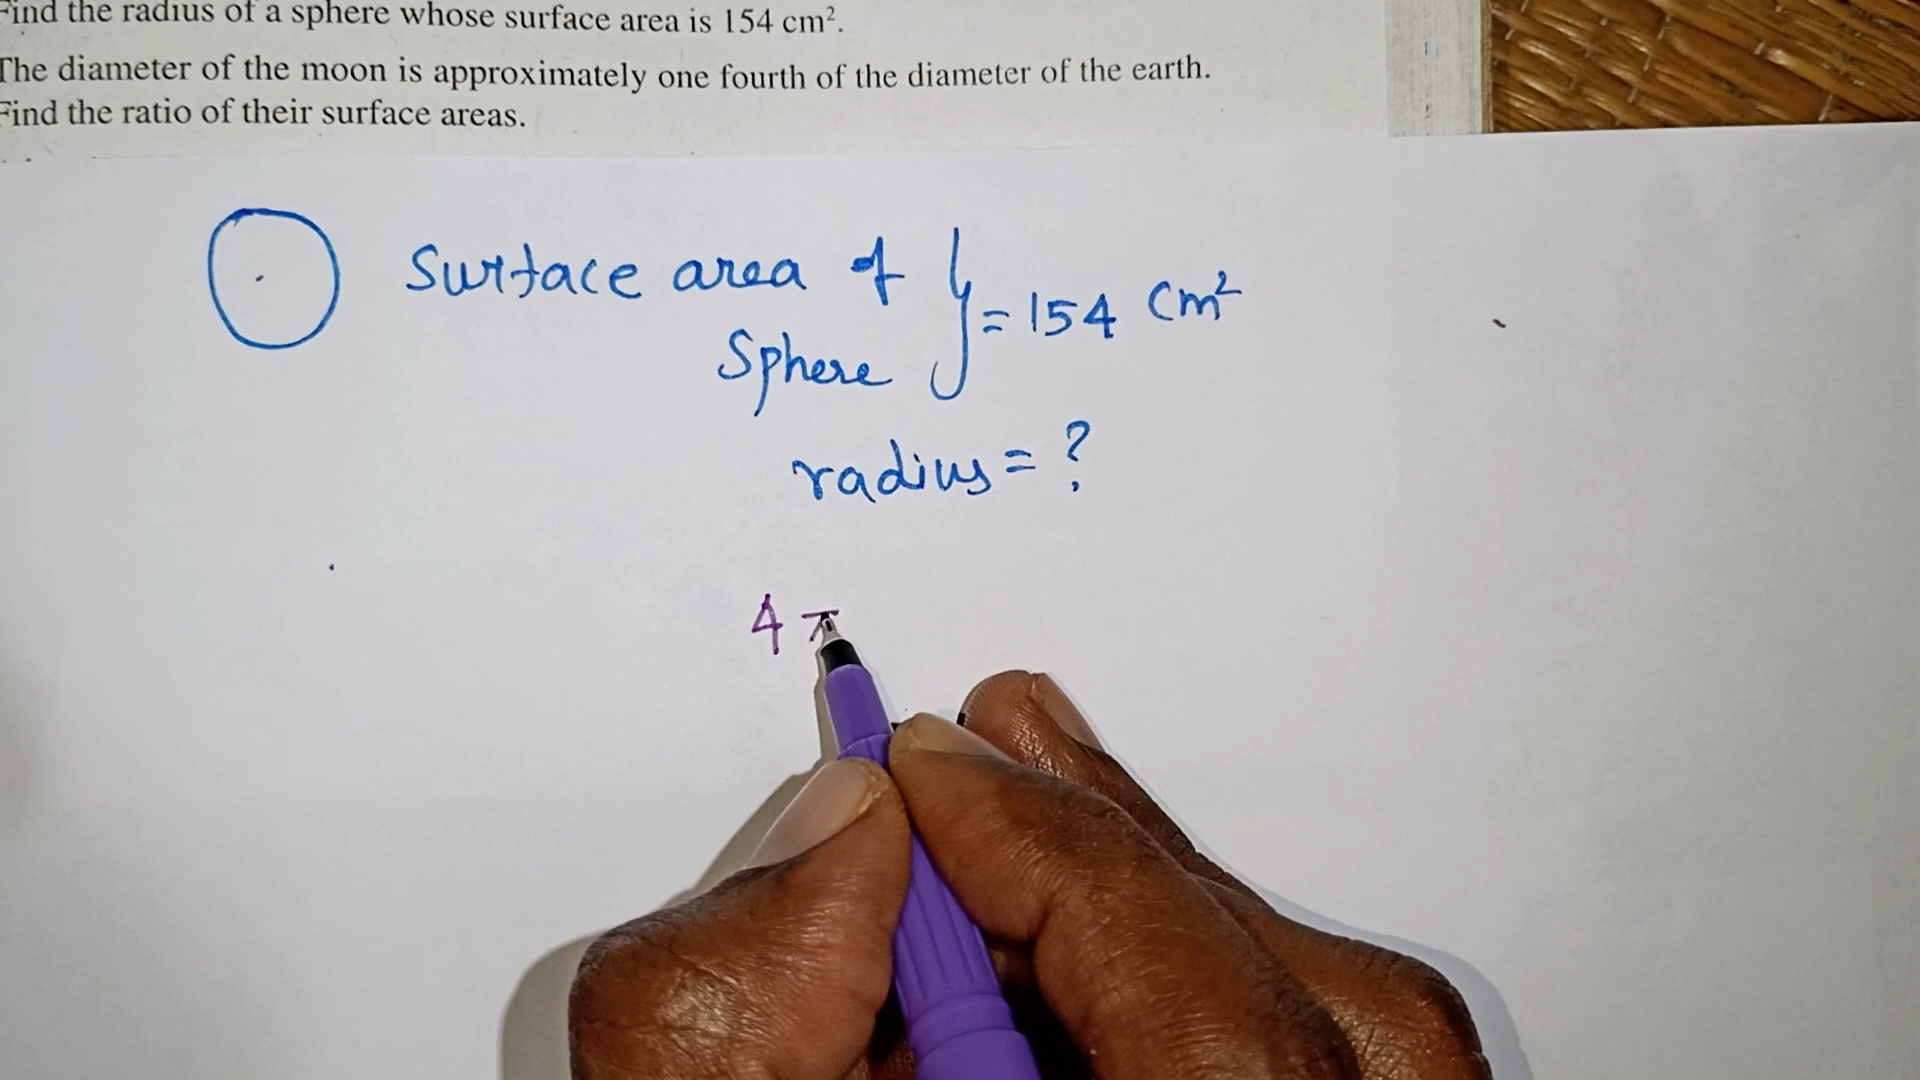 Find the radius of a sphere whose surface area is 154 cm².
The diameter of the moon is approximately one fourth of the diameter of the earth.
Find the ratio of their surface areas.
Surface area of
Sphere } = 154 cm²
radius = ?
4 π